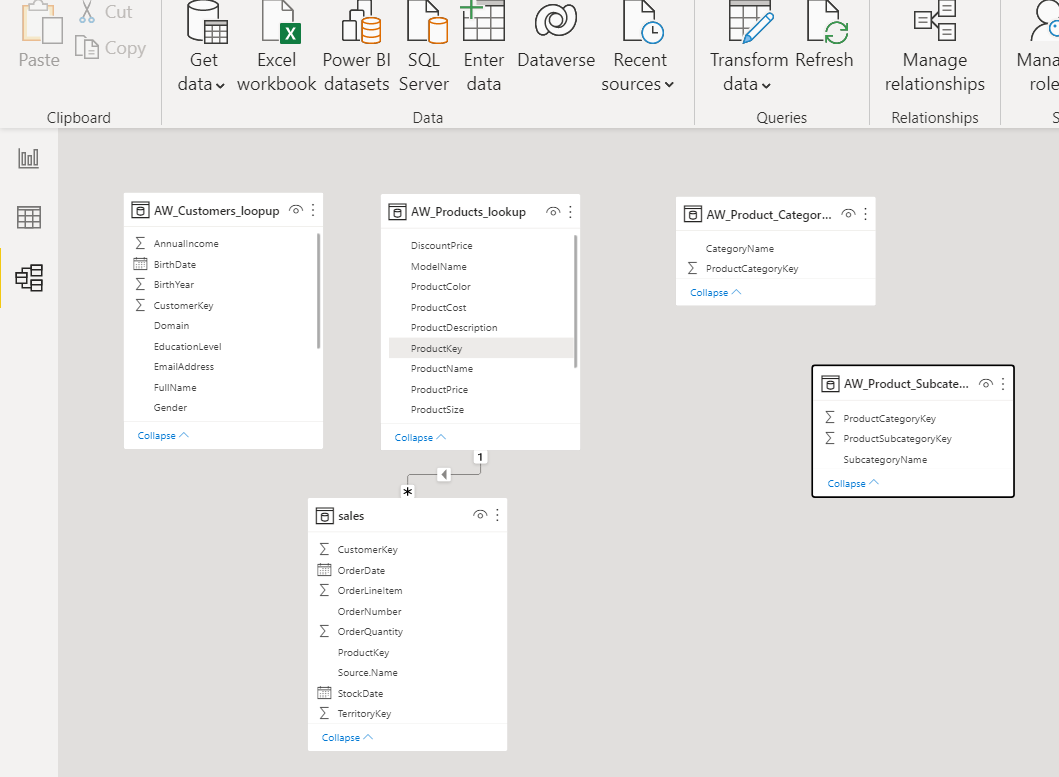 Cut
Copy
Paste
Get
data
Excel
workbook
Power BI
datasets
SQL
Server
Enter
data
Dataverse
Recent
sources
Transform
data
Refresh
Manage
relationships
Mana
role
Clipboard
Data
Queries
Relationships
S
AW_Customers_loopup
AnnualIncome
BirthDate
BirthYear
CustomerKey
Domain
EducationLevel
EmailAddress
FullName
Gender
Collapse
AW_Products_lookup
DiscountPrice
ModelName
ProductColor
ProductCost
ProductDescription
ProductKey
ProductName
ProductPrice
ProductSize
Collapse
AW_Product_Categor...
CategoryName
ProductCategoryKey
Collapse
AW_Product_Subcate...
ProductCategoryKey
ProductSubcategoryKey
SubcategoryName
Collapse
1
*
sales
CustomerKey
OrderDate
OrderLineItem
OrderNumber
OrderQuantity
ProductKey
Source.Name
StockDate
TerritoryKey
Collapse